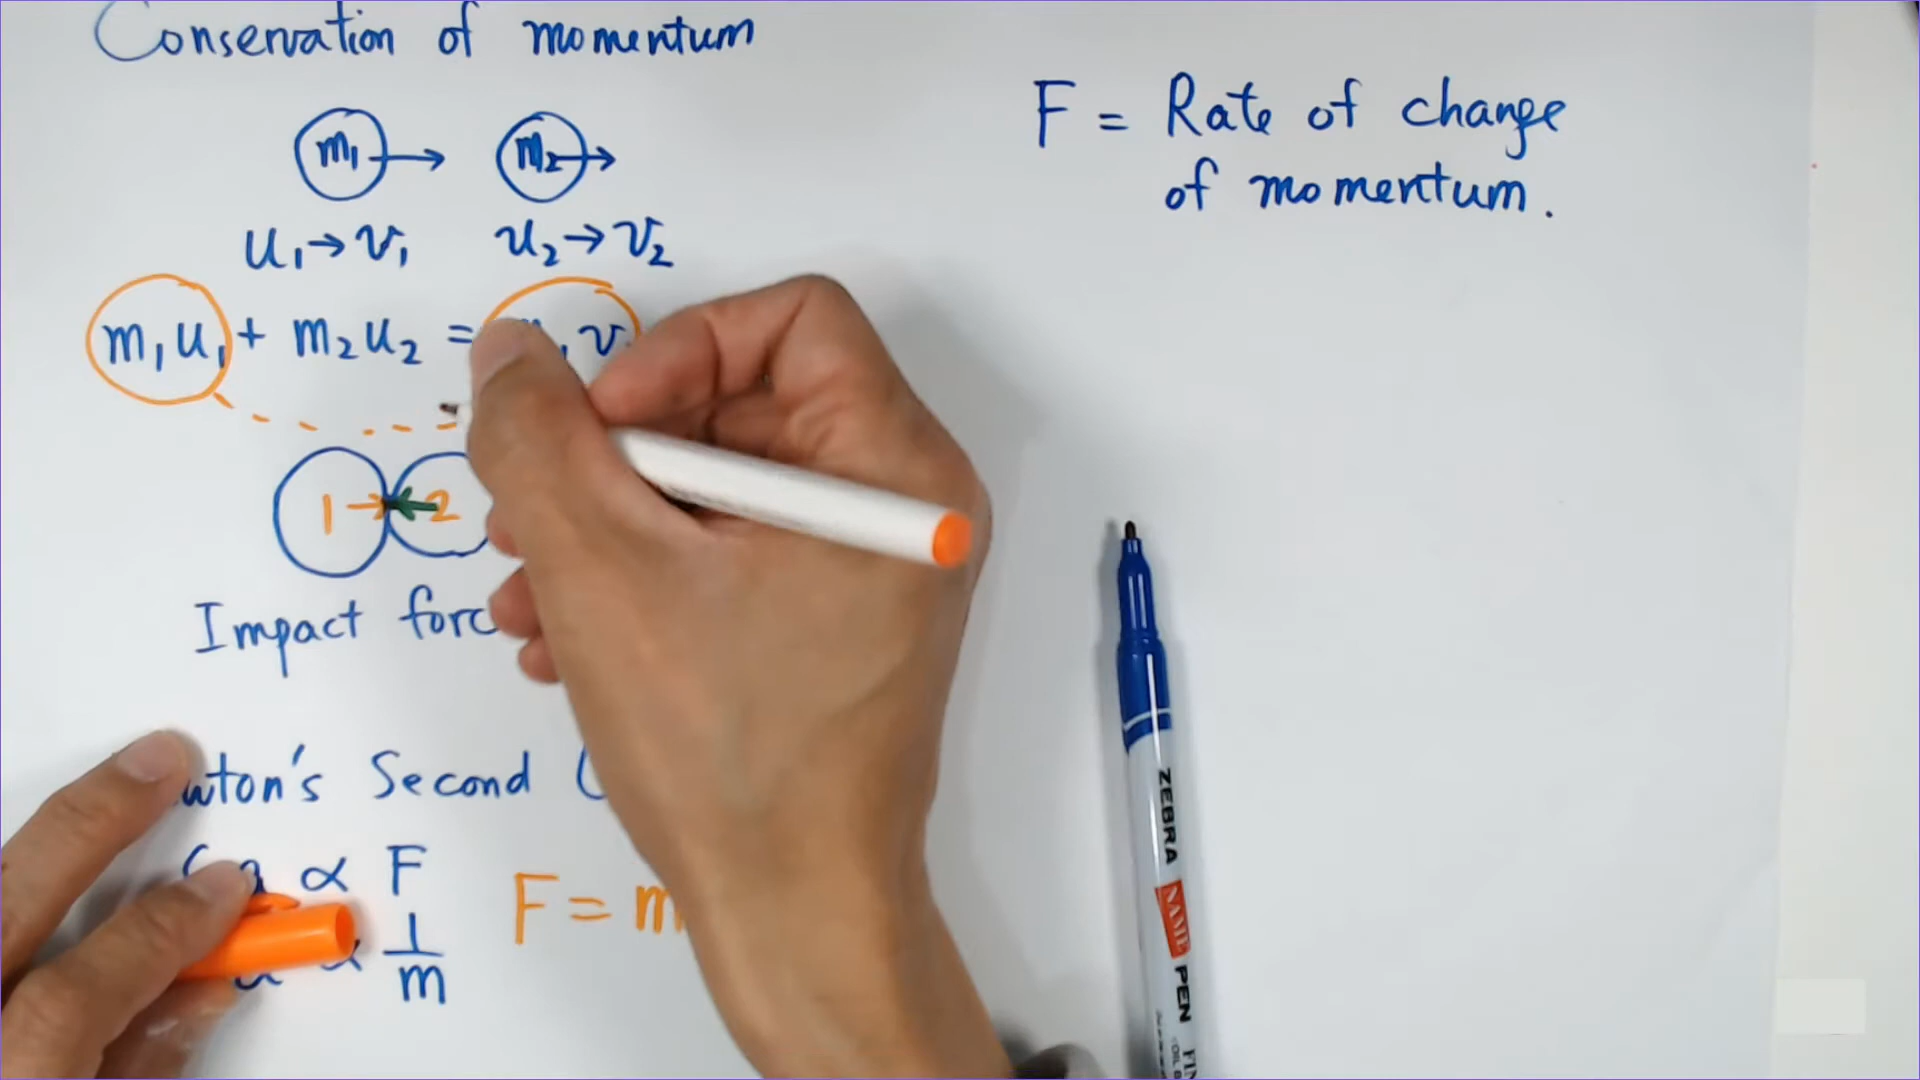 Conservation of momentum
m₁ m₂
u₁→v₁ u₂→v₂
m₁u₁ + m₂u₂ =
1 2
Impact
Second
∝ F
F = m
∝ 1/m
F = Rate of change
of momentum.
ZEBRA
NAME
PEN